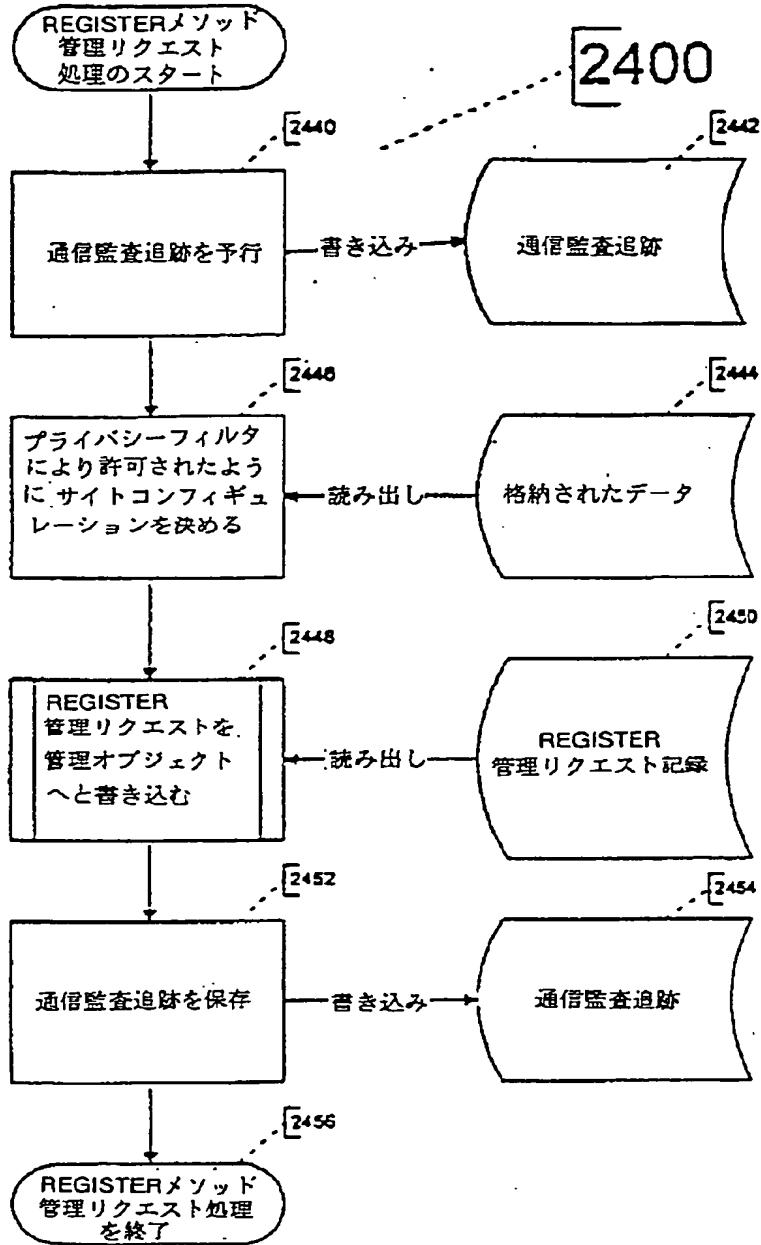 REGISTERメソッド
管理リクエスト
処理のスタート
2400
2440
2442
通信監査追跡を予行
書き込み
通信監査追跡
2446
2444
プライバシーフィルタ
により許可されたよう
に サイトコンフィギュ
レーションを決める
読み出し
格納されたデータ
2448
2450
REGISTER
管理リクエストを
管理オブジェクト
へと書き込む
読み出し
REGISTER
管理リクエスト記録
2452
2454
通信監査追跡を保存
書き込み
通信監査追跡
2456
REGISTERメソッド
管理リクエスト処理
を終了